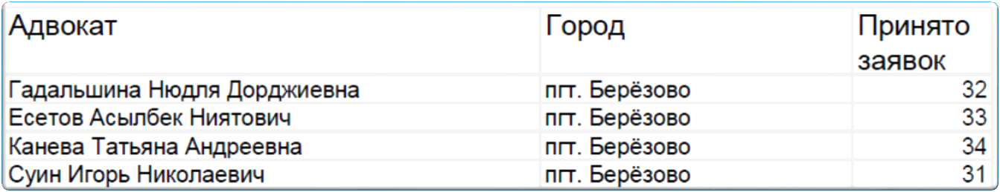 Адвокат Город Принято
заявок
Гадальшина Нюдля Дорджиевна пгт. Берёзово 32
Есетов Асылбек Ниятович пгт. Берёзово 33
Канева Татьяна Андреевна пгт. Берёзово 34
Суин Игорь Николаевич пгт. Берёзово 31